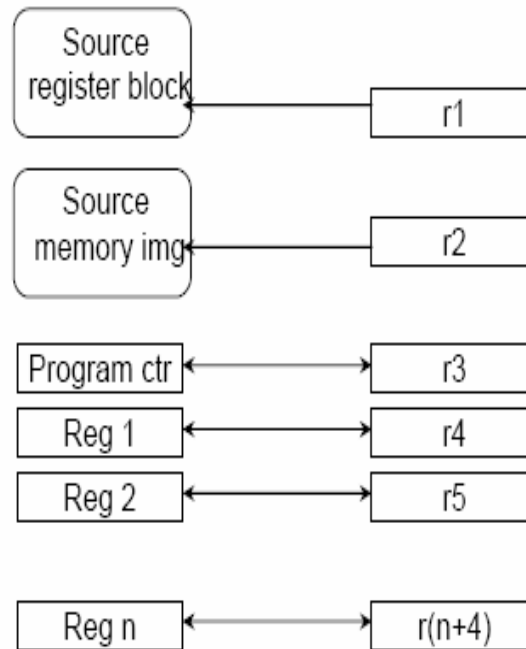 Source
register block
r1
Source
memory img
r2
Program ctr
r3
Reg 1
r4
Reg 2
r5
Reg n
r(n+4)